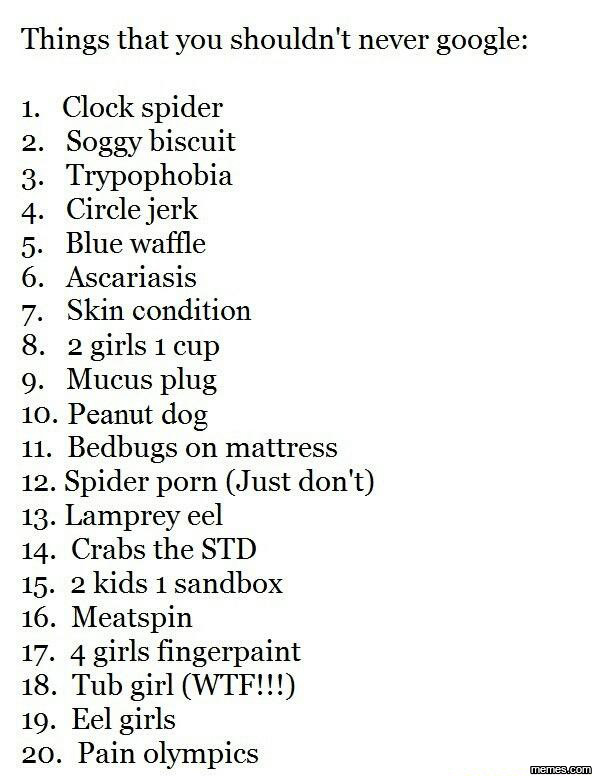 Things that you shouldn't never google:
1. Clock spider
2. Soggy biscuit
3. Trypophobia
4. Circle jerk
5. Blue waffle
6. Ascariasis
7. Skin condition
8. 2 girls 1 cup
9. Mucus plug
10. Peanut dog
11. Bedbugs on mattress
12. Spider porn (Just don't)
13. Lamprey eel
14. Crabs the STD
15. 2 kids 1 sandbox
16. Meatspin
17. 4 girls fingerpaint
18. Tub girl (WTF!!!)
19. Eel girls
20. Pain olympics
memes.com